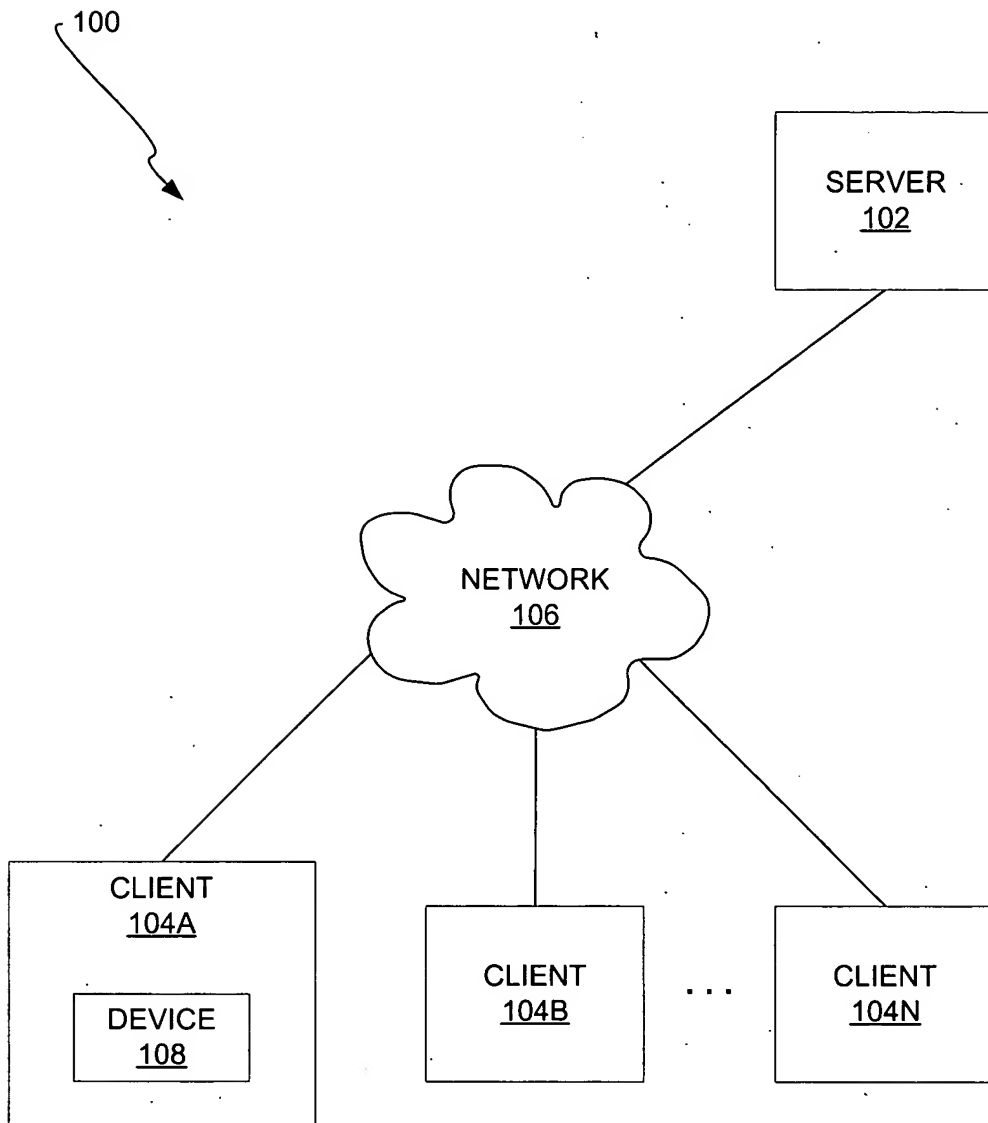 100
SERVER
102
NETWORK
106
CLIENT
104A
DEVICE
108
CLIENT
104B
. . .
CLIENT
104N